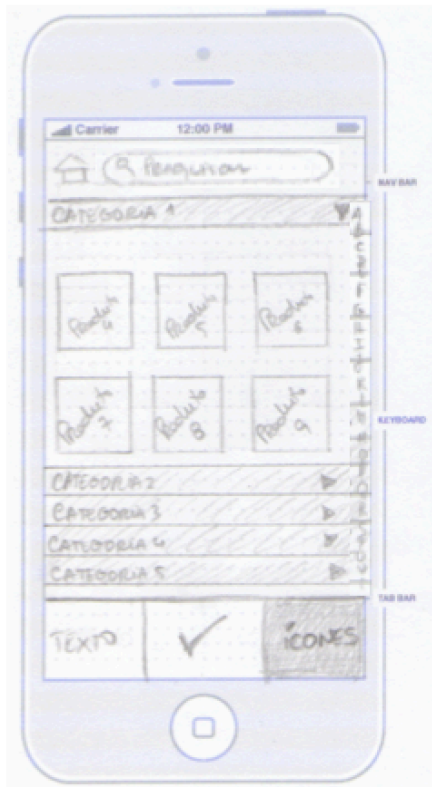 Carrier 12:00 PM
Pesquisar
NAV BAR
CATEGORIA 1
Produto 4 Produto 5 Produto 6
KEYBOARD
Produto 7 Produto 8 Produto 9
CATEGORIA 2
CATEGORIA 3
CATEGORIA 4
CATEGORIA 5
TAB BAR
TEXTO ÍCONES